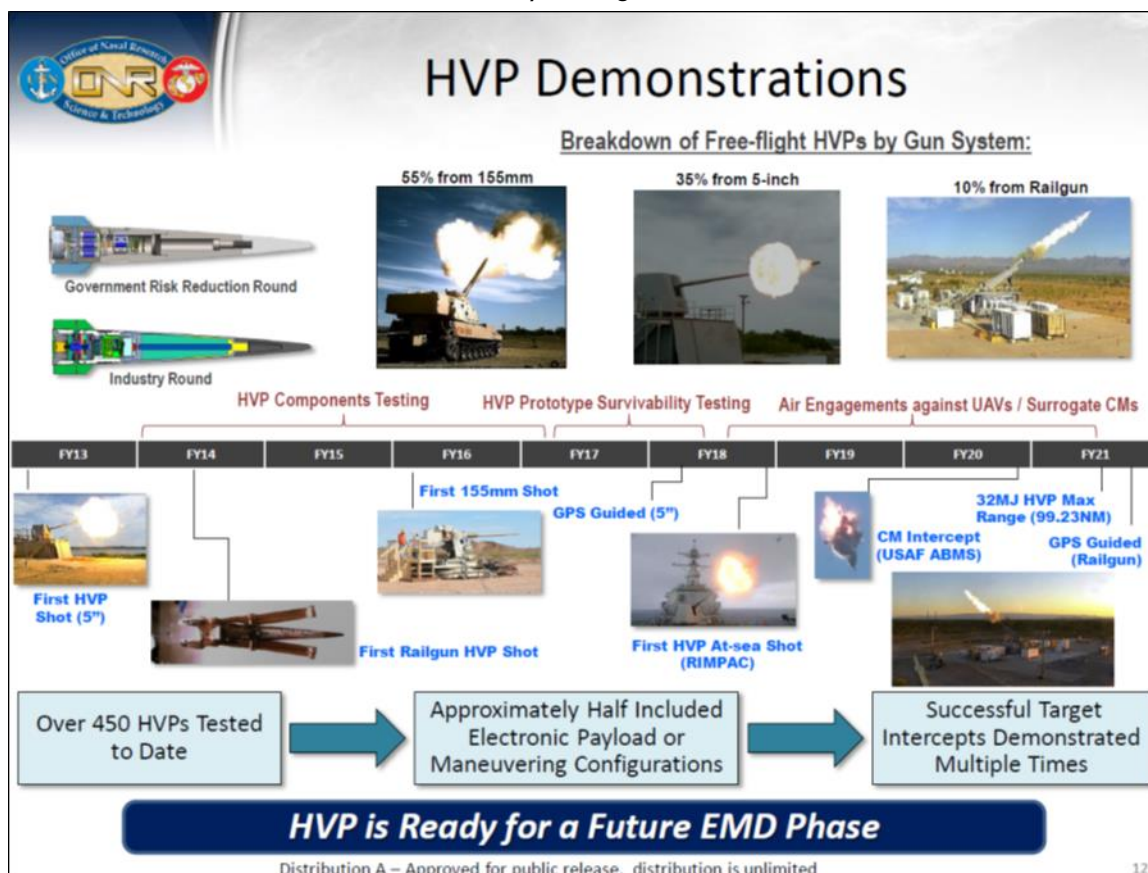 Office of Naval Research
ONR
Science & Technology
HVP Demonstrations
Breakdown of Free-flight HVPs by Gun System:
55% from 155mm
35% from 5-inch
10% from Railgun
Government Risk Reduction Round
Industry Round
HVP Components Testing
HVP Prototype Survivability Testing
Air Engagements against UAVs / Surrogate CMs
FY13
FY14
FY15
FY16
FY17
FY18
FY19
FY20
FY21
First HVP
Shot (5")
First Railgun HVP Shot
First 155mm Shot
GPS Guided (5")
First HVP At-sea Shot
(RIMPAC)
CM Intercept
(USAF ABMS)
32MJ HVP Max
Range (99.23NM)
GPS Guided
(Railgun)
Over 450 HVPs Tested
to Date
Approximately Half Included
Electronic Payload or
Maneuvering Configurations
Successful Target
Intercepts Demonstrated
Multiple Times
HVP is Ready for a Future EMD Phase
Distribution A – Approved for public release, distribution is unlimited
12